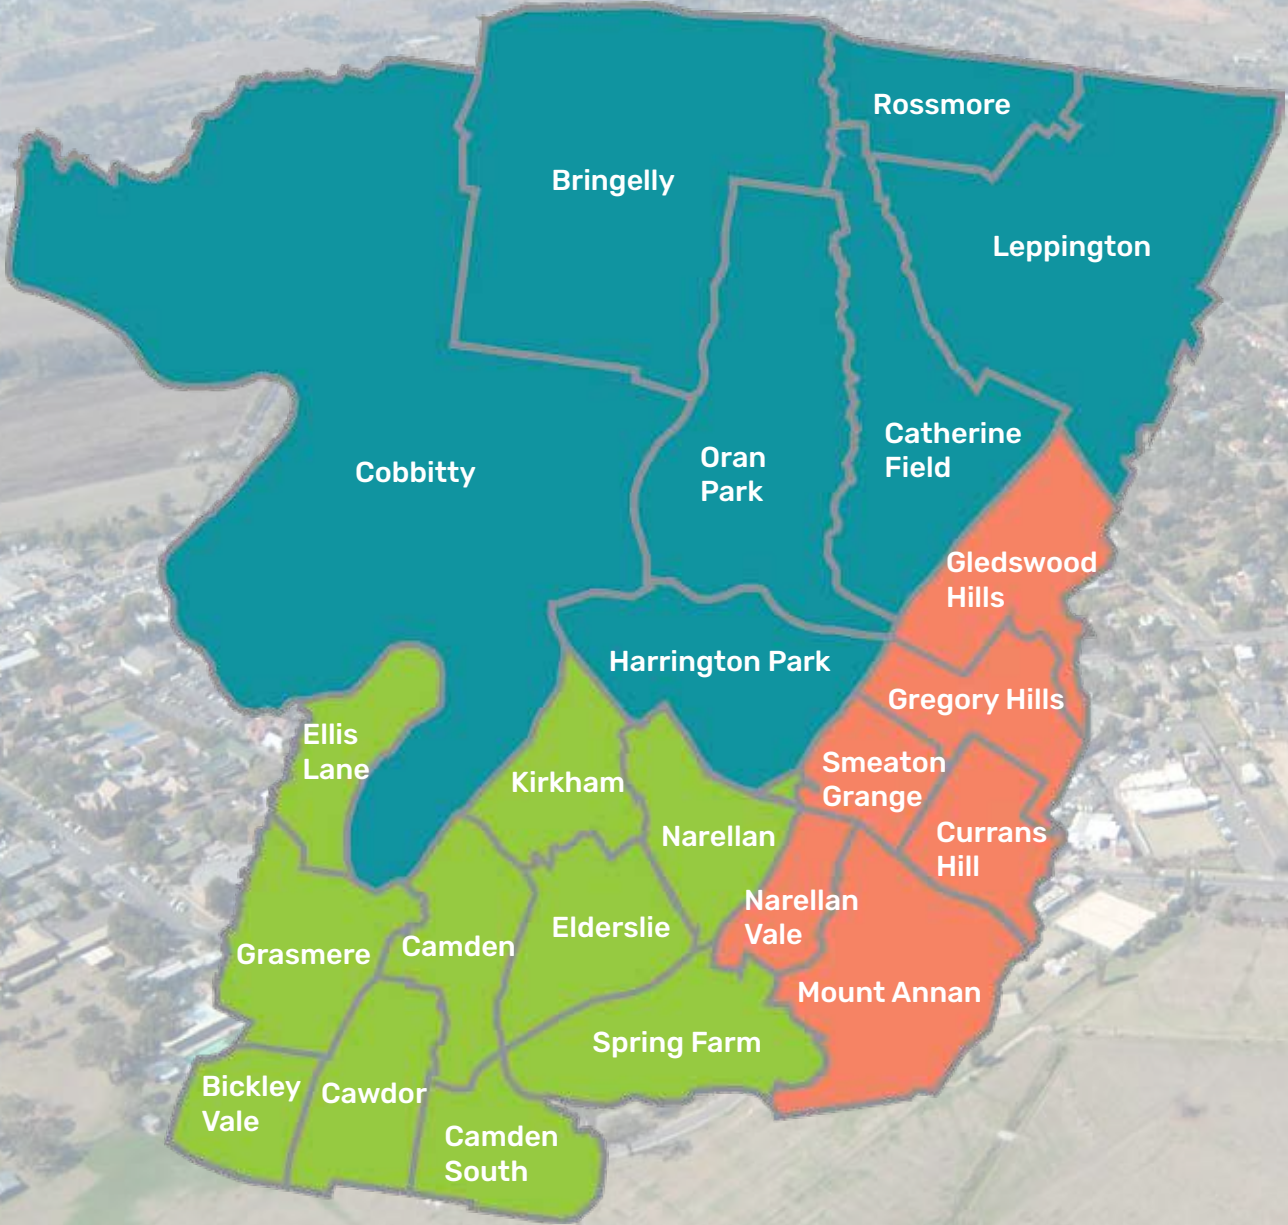 Rossmore
Bringelly
Leppington
Catherine
Field
Oran
Park
Cobbitty
Gledswood
Hills
Harrington Park
Gregory Hills
Ellis
Lane
Smeaton
Grange
Kirkham
Narellan
Currans
Hill
Narellan
Vale
Elderslie
Camden
Grasmere
Mount Annan
Spring Farm
Bickley
Vale
Cawdor
Camden
South